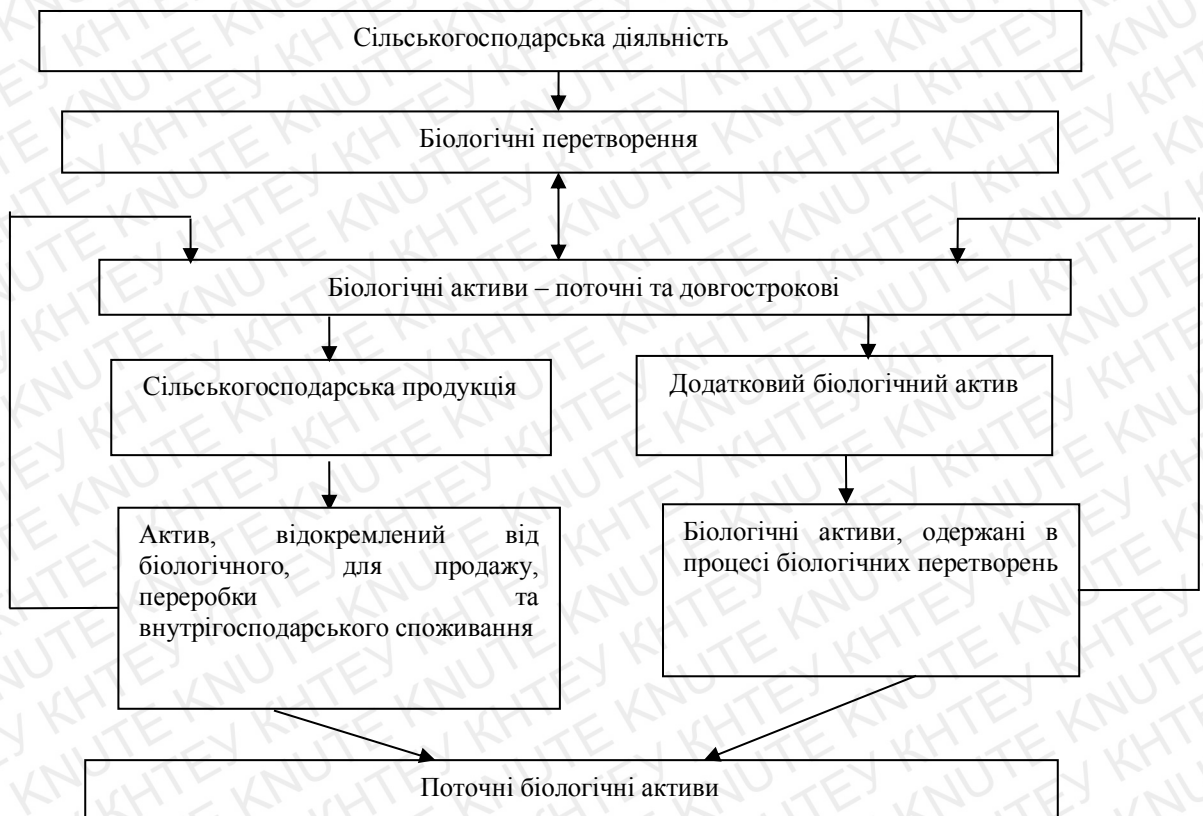 Сільськогосподарська діяльність
Біологічні перетворення
Біологічні активи – поточні та довгострокові
Сільськогосподарська продукція
Додатковий біологічний актив
Актив, відокремлений від
біологічного, для продажу,
переробки та
внутрігосподарського споживання
Біологічні активи, одержані в
процесі біологічних перетворень
Поточні біологічні активи